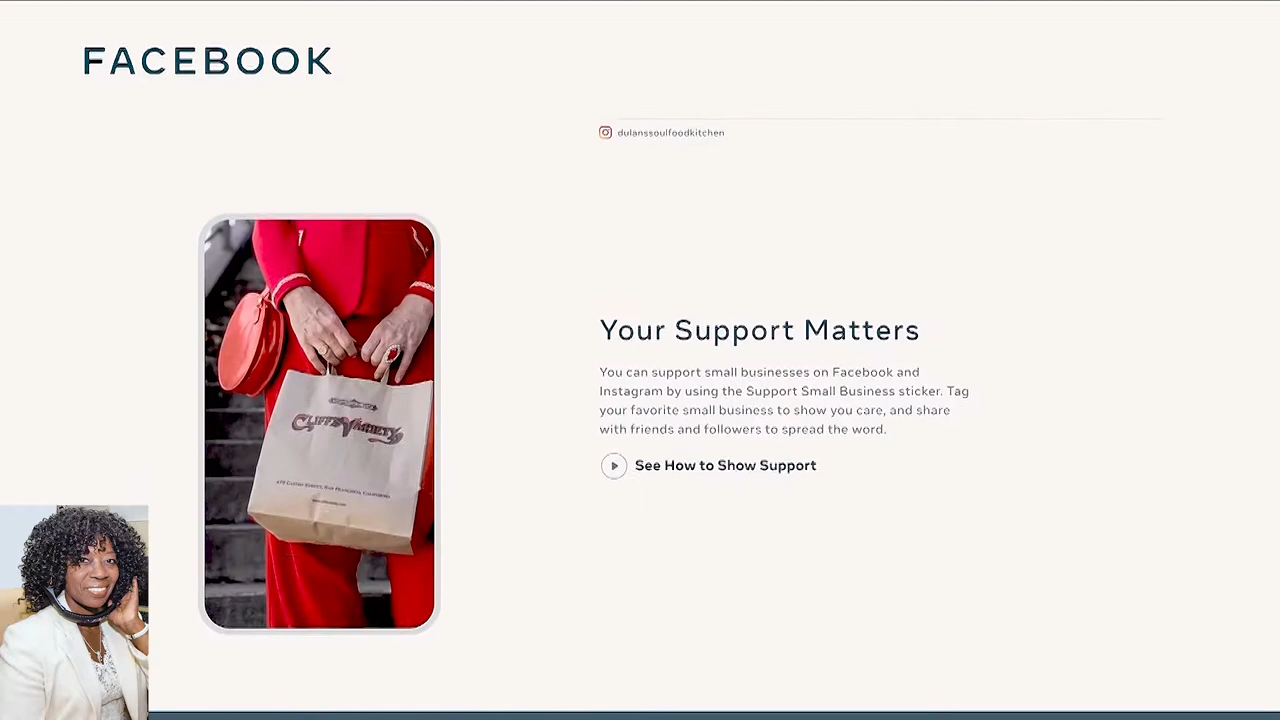 FACEBOOK
dulanssoulfoodkitchen
Your Support Matters
You can support small businesses on Facebook and
Instagram by using the Support Small Business sticker. Tag
your favorite small business to show you care, and share
with friends and followers to spread the word.
See How to Show Support
Cliff's Variety